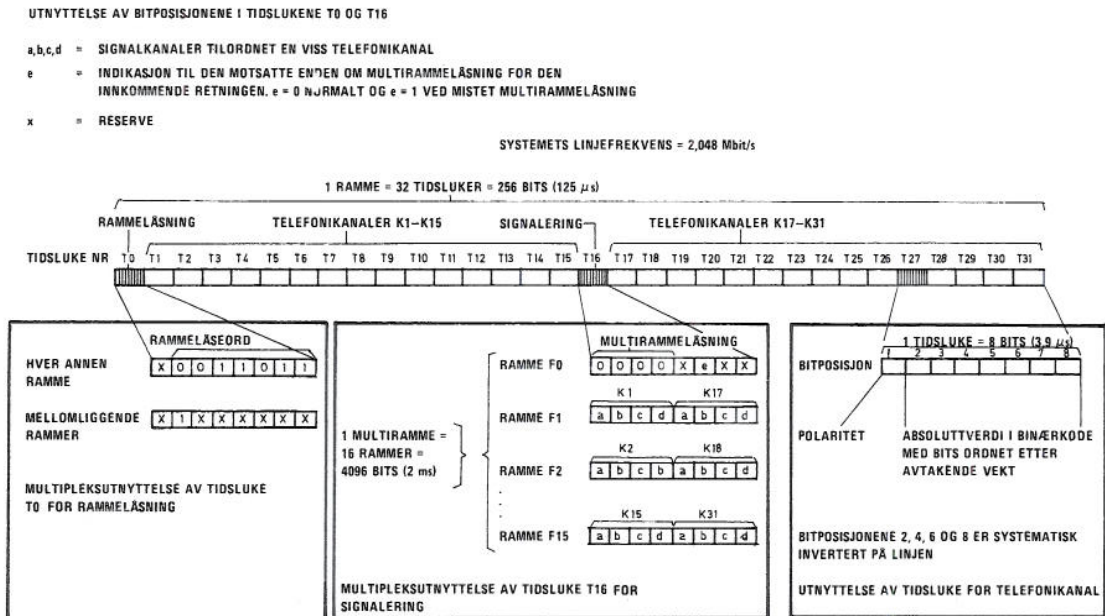 UTNYTTELSE AV BITPOSISJONENE I TIDSLUKENE T0 OG T16
a,b,c,d = SIGNALKANALER TILORDNET EN VISS TELEFONIKANAL
e = INDIKASJON TIL DEN MOTSATTE ENDEN OM MULTIRAMMELÅSNING FOR DEN
INNKOMMENDE RETNINGEN. e = 0 NORMALT OG e = 1 VED MISTET MULTIRAMMELÅSNING
x = RESERVE
SYSTEMETS LINJEFREKVENS = 2,048 Mbit/s
1 RAMME = 32 TIDSLUKER = 256 BITS (125 µs)
RAMMELÅSNING TELEFONIKANALER K1–K15 SIGNALERING TELEFONIKANALER K17–K31
TIDSLUKE NR T0 T1 T2 T3 T4 T5 T6 T7 T8 T9 T10 T11 T12 T13 T14 T15 T16 T17 T18 T19 T20 T21 T22 T23 T24 T25 T26 T27 T28 T29 T30 T31
RAMMELÅSEORD
HVER ANNEN
RAMME
X 0 0 1 1 0 1 1
MELLOMLIGGENDE
RAMMER
X 1 X X X X X X
MULTIPLEKSUTNYTTELSE AV TIDSLUKE
T0 FOR RAMMELÅSNING
MULTIRAMMELÅSNING
RAMME F0 0 0 0 0 X e X X
K1 K17
RAMME F1 a b c d a b c d
1 MULTIRAMME =
16 RAMMER =
4096 BITS (2 ms)
K2 K18
RAMME F2 a b c b a b c d
K15 K31
RAMME F15 a b c d a b c d
MULTIPLEKSUTNYTTELSE AV TIDSLUKE T16 FOR
SIGNALERING
1 TIDSLUKE = 8 BITS (3,9 µs)
BITPOSISJON 1 2 3 4 5 6 7 8
POLARITET
ABSOLUTTVERDI I BINÆRKODE
MED BITS ORDNET ETTER
AVTAKENDE VEKT
BITPOSISJONENE 2, 4, 6 OG 8 ER SYSTEMATISK
INVERTERT PÅ LINJEN
UTNYTTELSE AV TIDSLUKE FOR TELEFONIKANAL